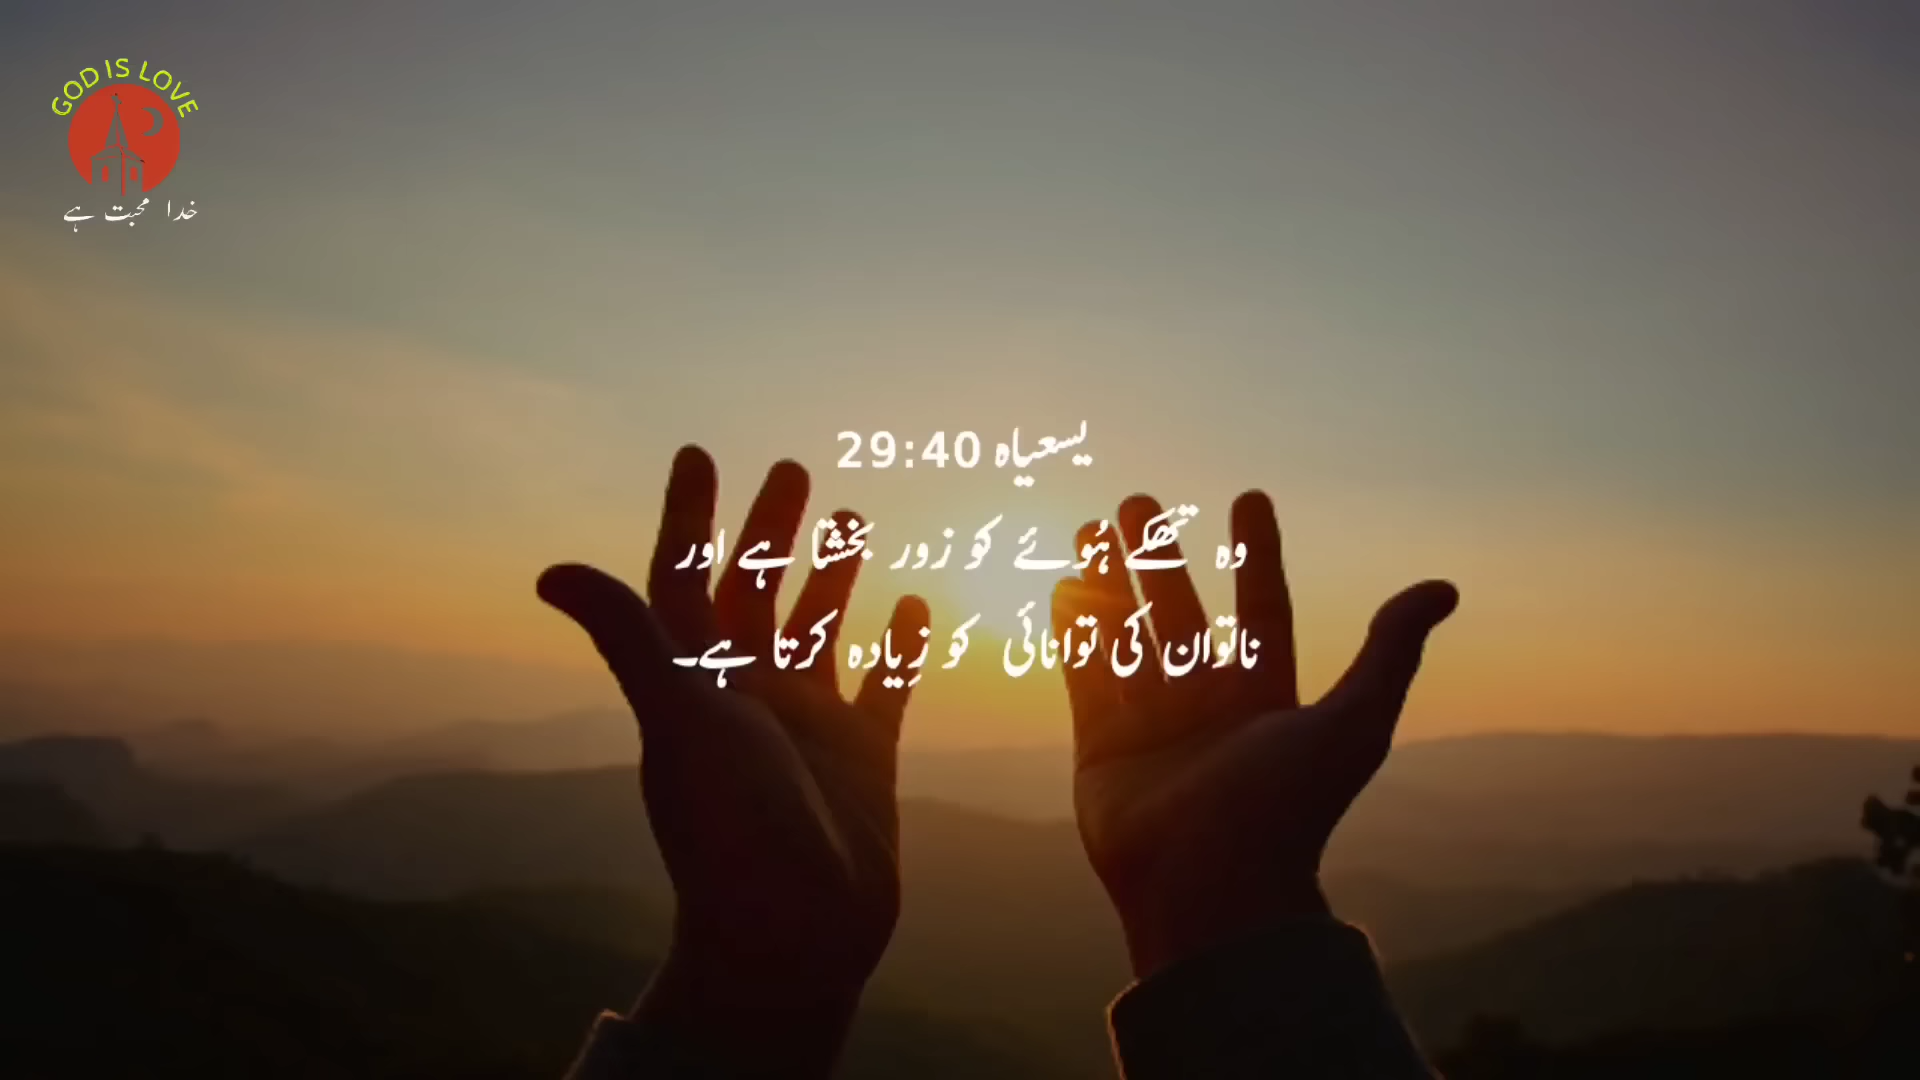 GOD IS LOVE
خدا محبت ہے
یسعیاہ 29:40
وہ تھکے ہُوئے کو زور بخشتا ہے اور
ناتوان کی توانائی کو زِیادہ کرتا ہے۔